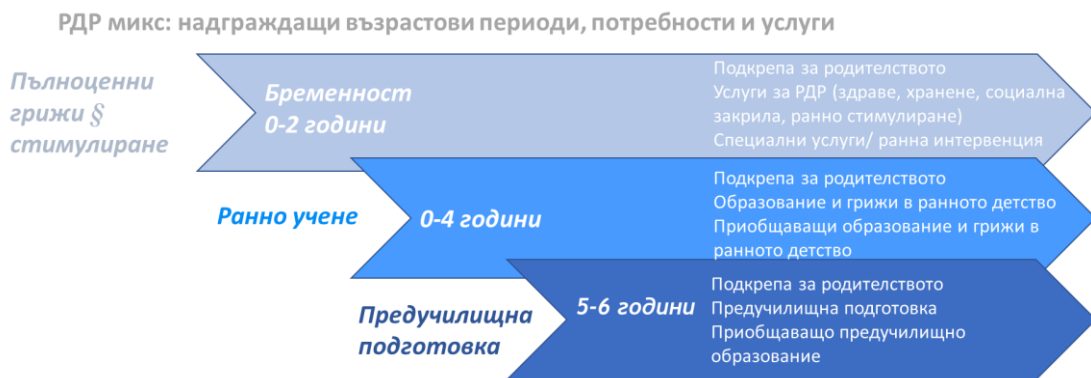 РДР микс: надграждащи възрастови периоди, потребности и услуги
Пълноценни
грижи §
стимулиране
Бременност
0-2 години
Подкрепа за родителството
Услуги за РДР (здраве, хранене, социална
закрила, ранно стимулиране)
Специални услуги/ ранна интервенция
Ранно учене
0-4 години
Подкрепа за родителството
Образование и грижи в ранното детство
Приобщаващи образование и грижи в
ранното детство
Предучилищна
подготовка
5-6 години
Подкрепа за родителството
Предучилищна подготовка
Приобщаващо предучилищно
образование